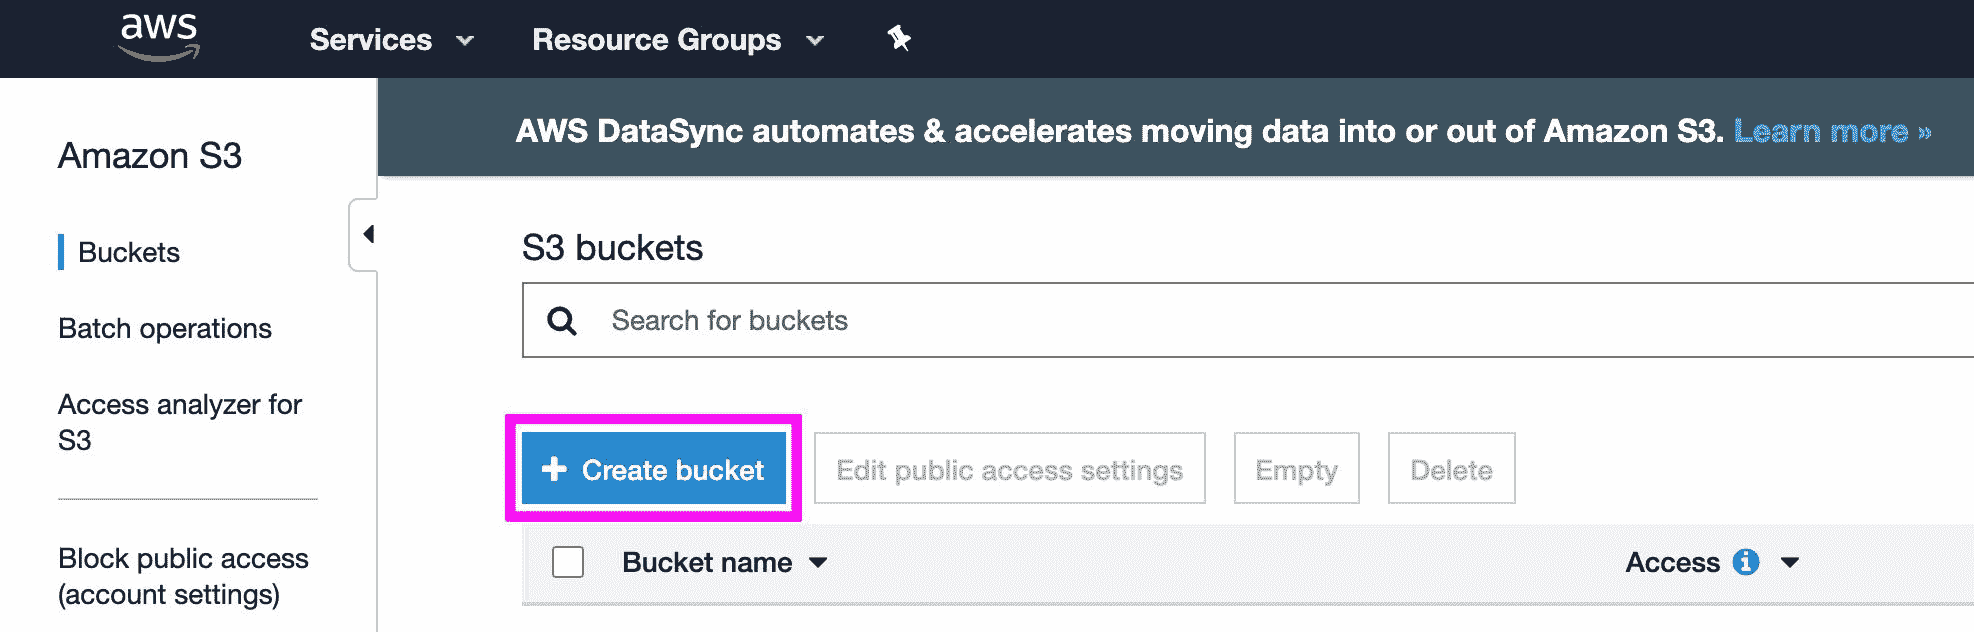 aws
Services
Resource Groups
AWS DataSync automates & accelerates moving data into or out of Amazon S3. Learn more »
Amazon S3
Buckets
Batch operations
Access analyzer for
S3
Block public access
(account settings)
S3 buckets
Search for buckets
+ Create bucket
Edit public access settings
Empty
Delete
Bucket name
Access